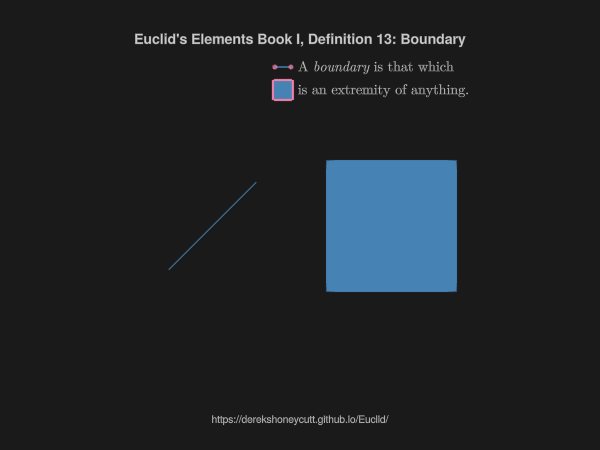 Euclid's Elements Book I, Definition 13: Boundary
A boundary is that which
is an extremity of anything.
https://derekshoneycutt.github.io/Euclid/